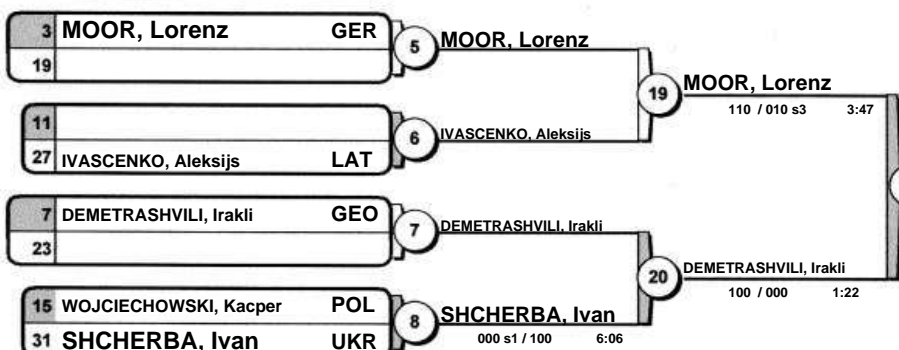 3 MOOR, Lorenz GER
19
5 MOOR, Lorenz
11
27 IVASCENKO, Aleksijs LAT
6 IVASCENKO, Aleksijs
19 MOOR, Lorenz
110 / 010 s3 3:47
7 DEMETRASHVILI, Irakli GEO
23
7 DEMETRASHVILI, Irakli
15 WOJCIECHOWSKI, Kacper POL
31 SHCHERBA, Ivan UKR
8 SHCHERBA, Ivan
000 s1 / 100 6:06
20 DEMETRASHVILI, Irakli
100 / 000 1:22